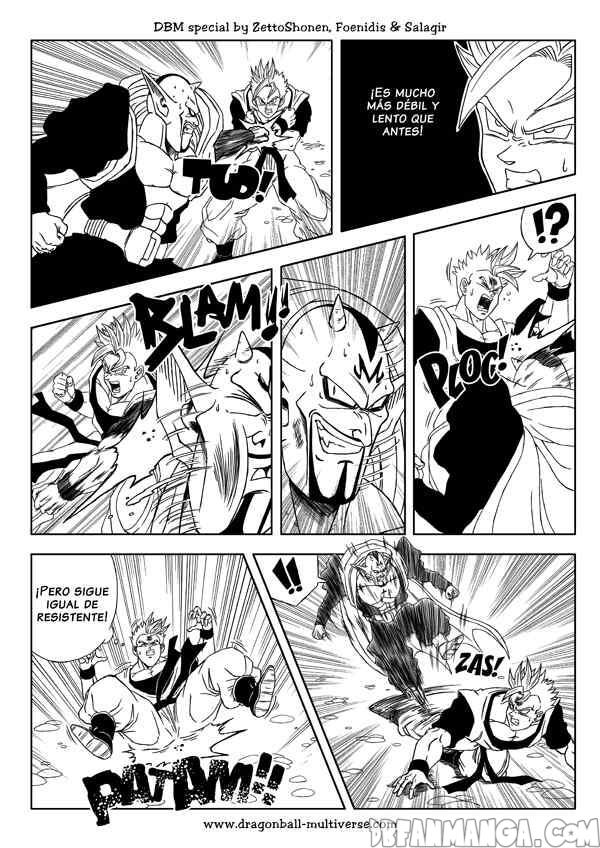 DBM special by ZettoShonen, Foenidis & Salagir
TUD!
¡ES MUCHO
MÁS DÉBIL Y
LENTO QUE
ANTES!
BLAM!!
M
!?
PLOC!
¡PERO SIGUE
IGUAL DE
RESISTENTE!
PATAM!!
!!
ZAS!
www.dragonball-multiverse.com
DBFANMANGA.COM